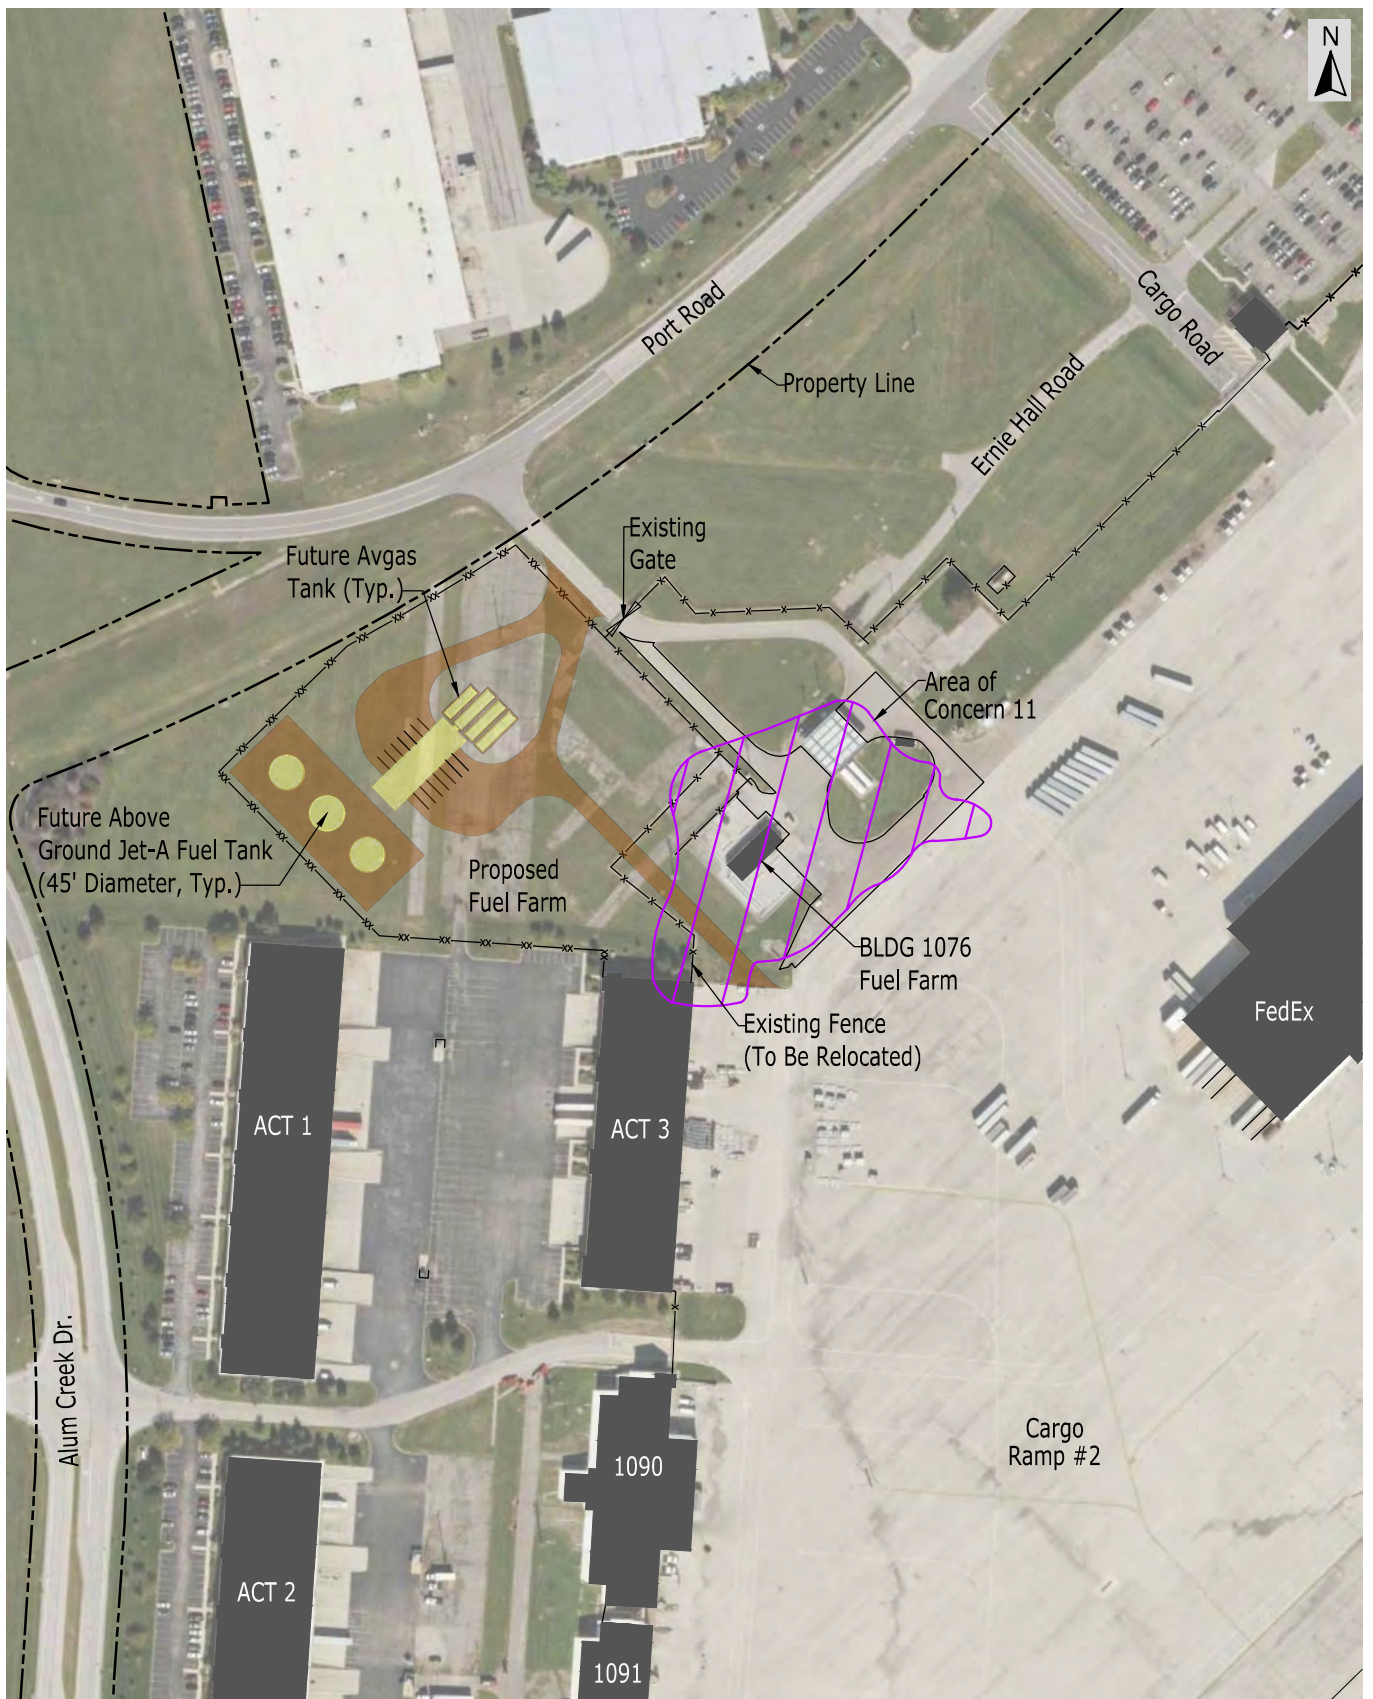 N
Port Road
Cargo Road
Property Line
Ernie Hall Road
Existing
Gate
Future Avgas
Tank (Typ.)
Area of
Concern 11
Future Above
Ground Jet-A Fuel Tank
(45' Diameter, Typ.)
Proposed
Fuel Farm
BLDG 1076
Fuel Farm
Existing Fence
(To Be Relocated)
FedEx
ACT 1
ACT 3
Alum Creek Dr.
Cargo
Ramp #2
1090
ACT 2
1091